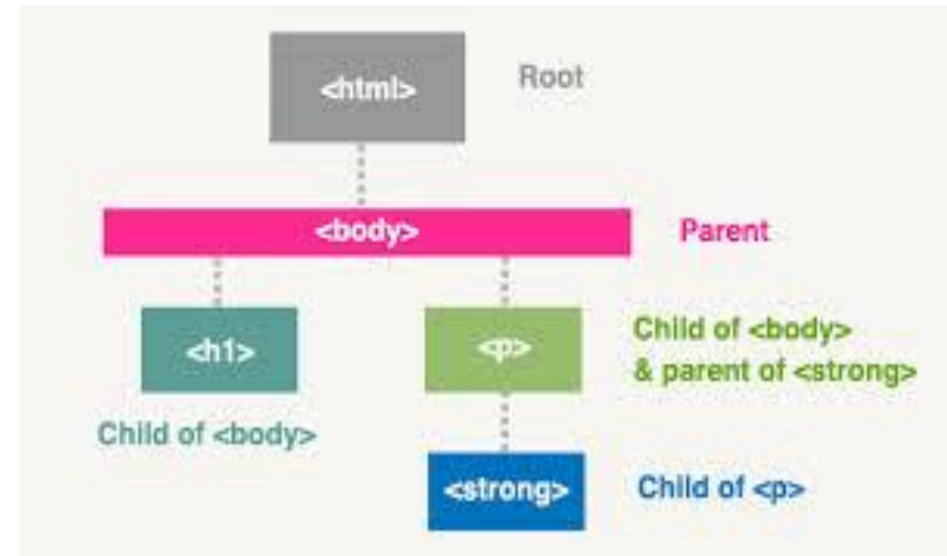 <html>
Root
<body>
Parent
<h1>
Child of <body>
<p>
Child of <body>
& parent of <strong>
<strong>
Child of <p>